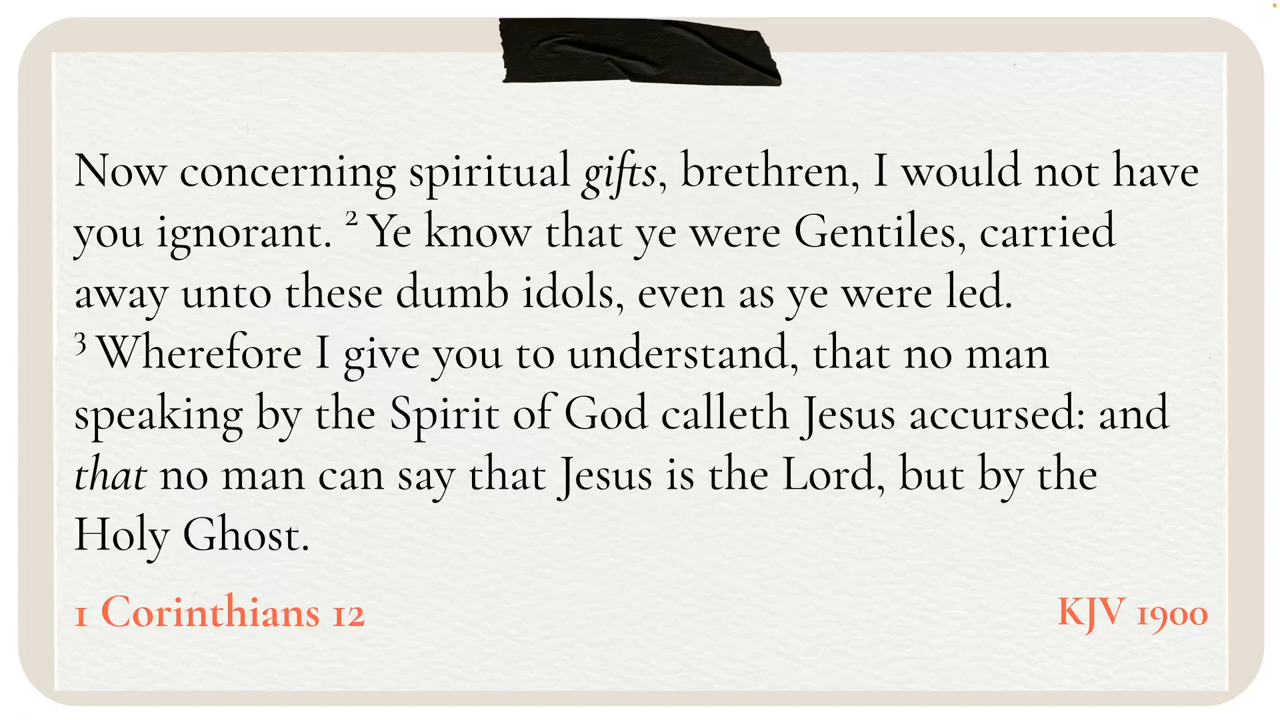 Now concerning spiritual gifts, brethren, I would not have
you ignorant. ² Ye know that ye were Gentiles, carried
away unto these dumb idols, even as ye were led.
³ Wherefore I give you to understand, that no man
speaking by the Spirit of God calleth Jesus accursed: and
that no man can say that Jesus is the Lord, but by the
Holy Ghost.
1 Corinthians 12
KJV 1900